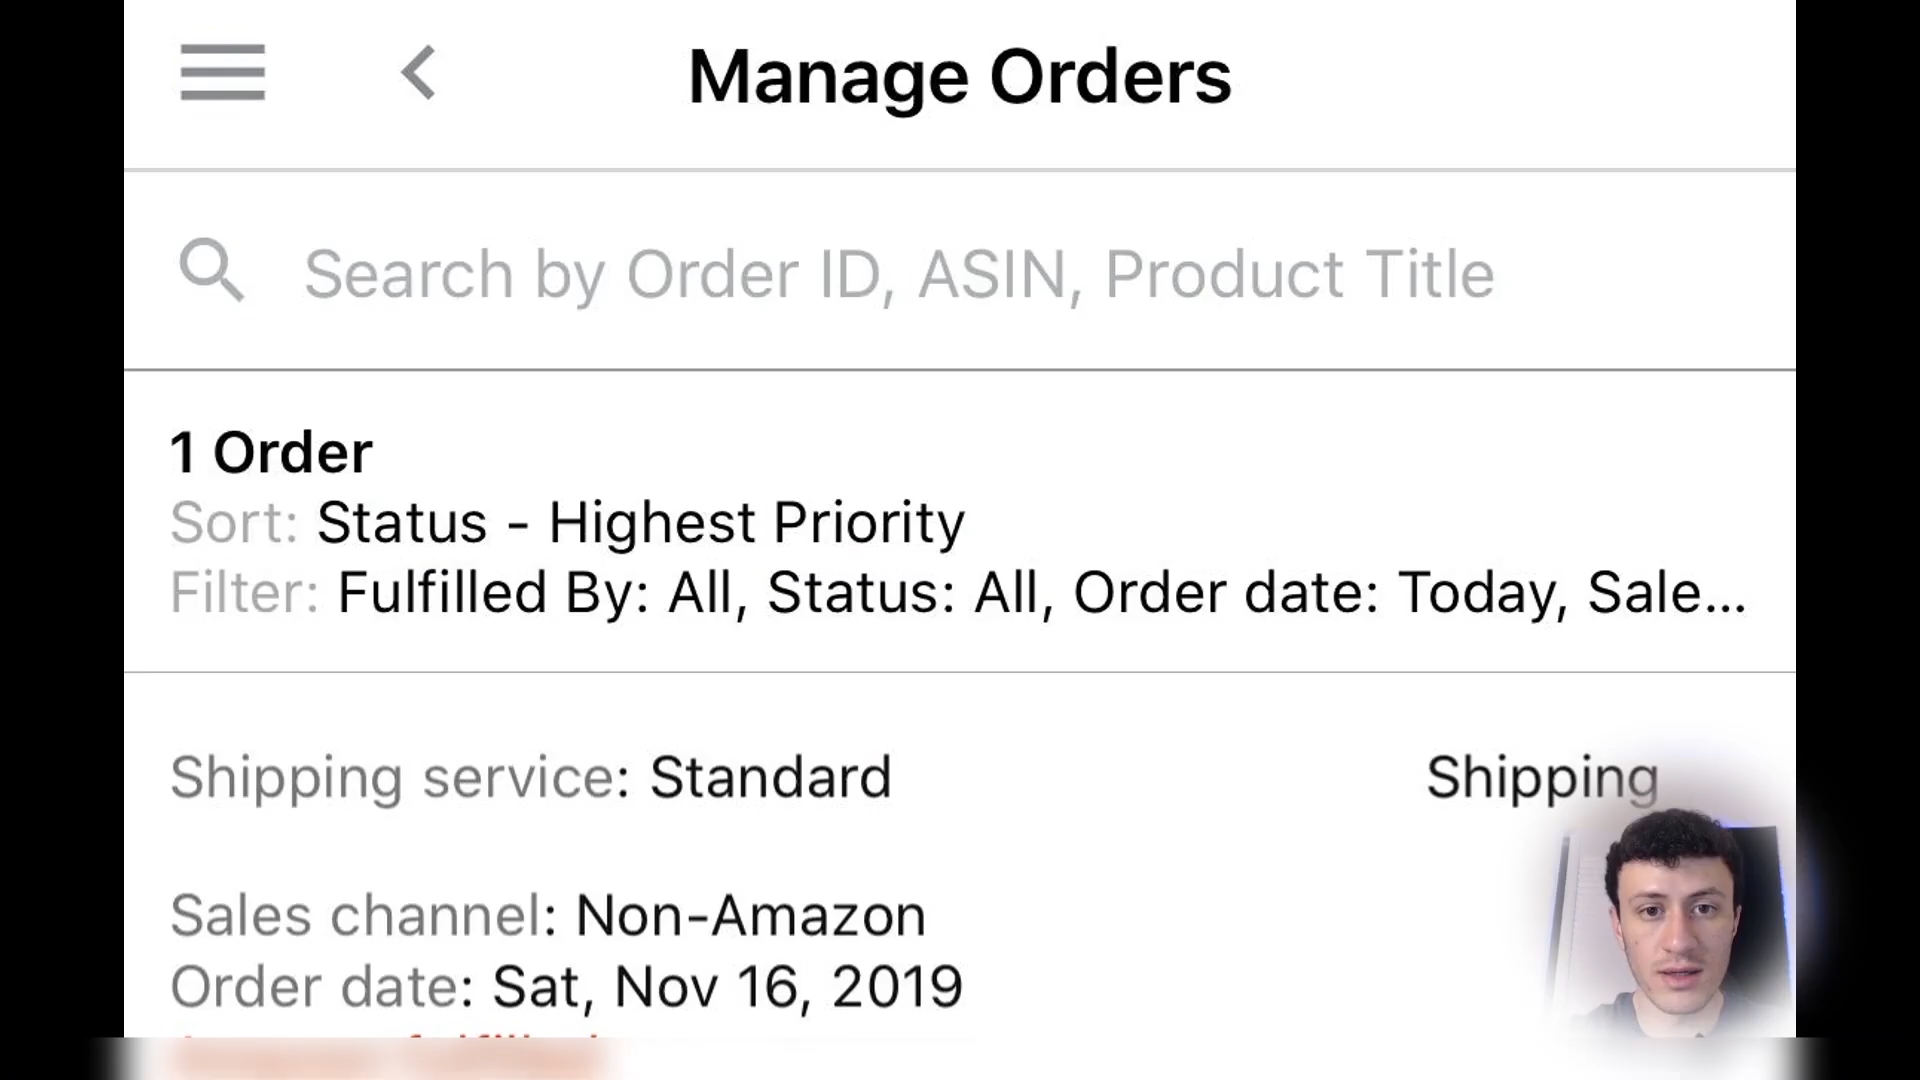 Manage Orders
Search by Order ID, ASIN, Product Title
1 Order
Sort: Status - Highest Priority
Filter: Fulfilled By: All, Status: All, Order date: Today, Sale...
Shipping service: Standard
Shipping
Sales channel: Non-Amazon
Order date: Sat, Nov 16, 2019